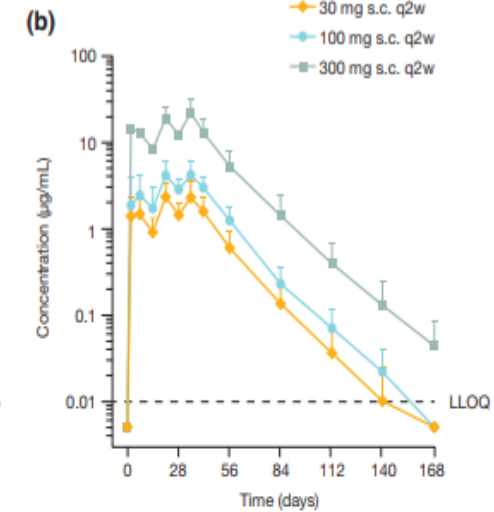 (b)
30 mg s.c. q2w
100 mg s.c. q2w
300 mg s.c. q2w
100
10
1
0.1
0.01
Concentration (µg/mL)
LLOQ
0 28 56 84 112 140 168
Time (days)